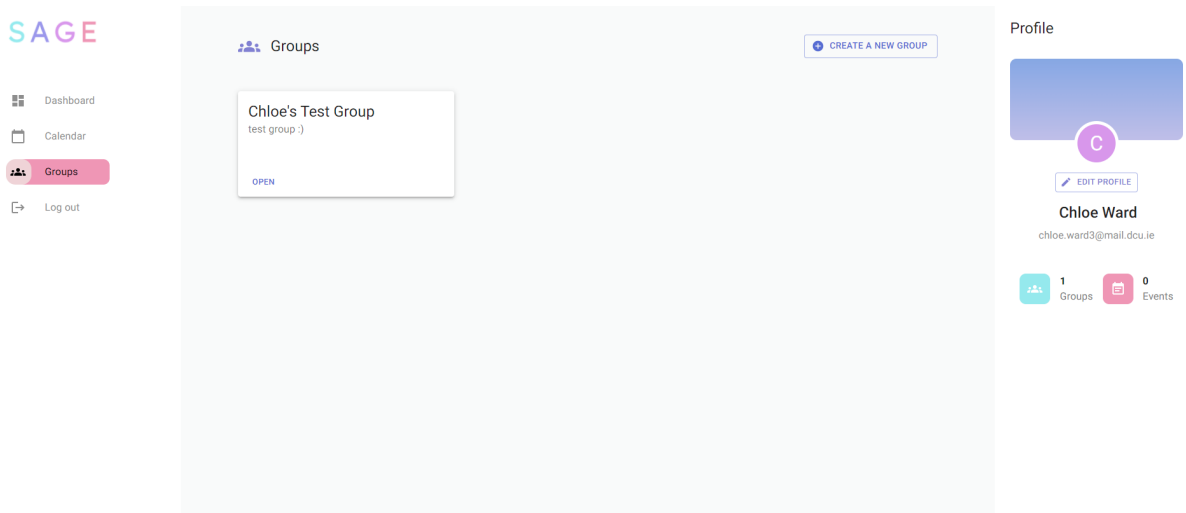 SAGE
Dashboard
Calendar
Groups
Log out
Groups
CREATE A NEW GROUP
Chloe's Test Group
test group :)
OPEN
Profile
C
EDIT PROFILE
Chloe Ward
chloe.ward3@mail.dcu.ie
1
Groups
0
Events